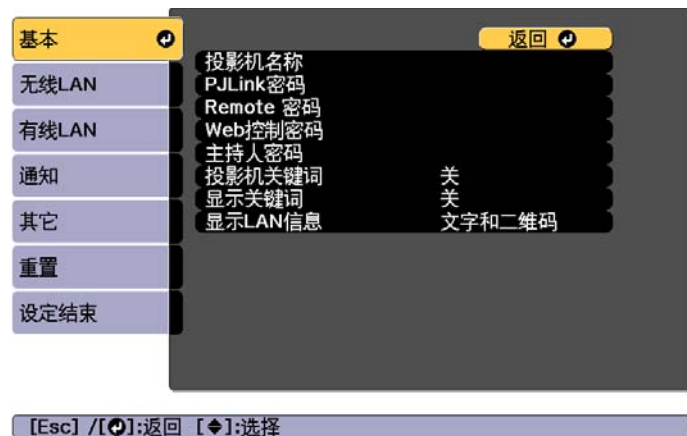 基本
无线LAN
有线LAN
通知
其它
重置
设定结束
返回
投影机名称
PJLink密码
Remote 密码
Web控制密码
主持人密码
投影机关键词 关
显示关键词 关
显示LAN信息 文字和二维码
[Esc] /[]:返回 [◆]:选择